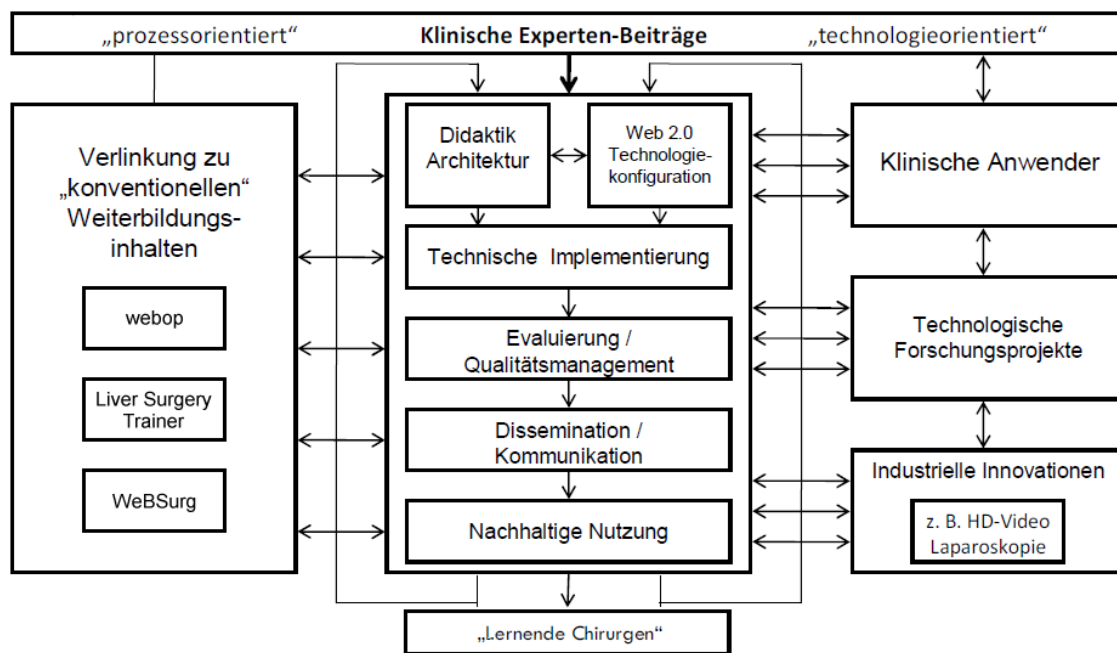 „prozessorientiert“ Klinische Experten-Beiträge „technologieorientiert“
Verlinkung zu
„konventionellen“
Weiterbildungs-
inhalten
webop
Liver Surgery
Trainer
WeBSurg
Didaktik
Architektur
Web 2.0
Technologie-
konfiguration
Technische Implementierung
Evaluierung /
Qualitätsmanagement
Dissemination /
Kommunikation
Nachhaltige Nutzung
„Lernende Chirurgen“
Klinische Anwender
Technologische
Forschungsprojekte
Industrielle Innovationen
z. B. HD-Video
Laparoskopie